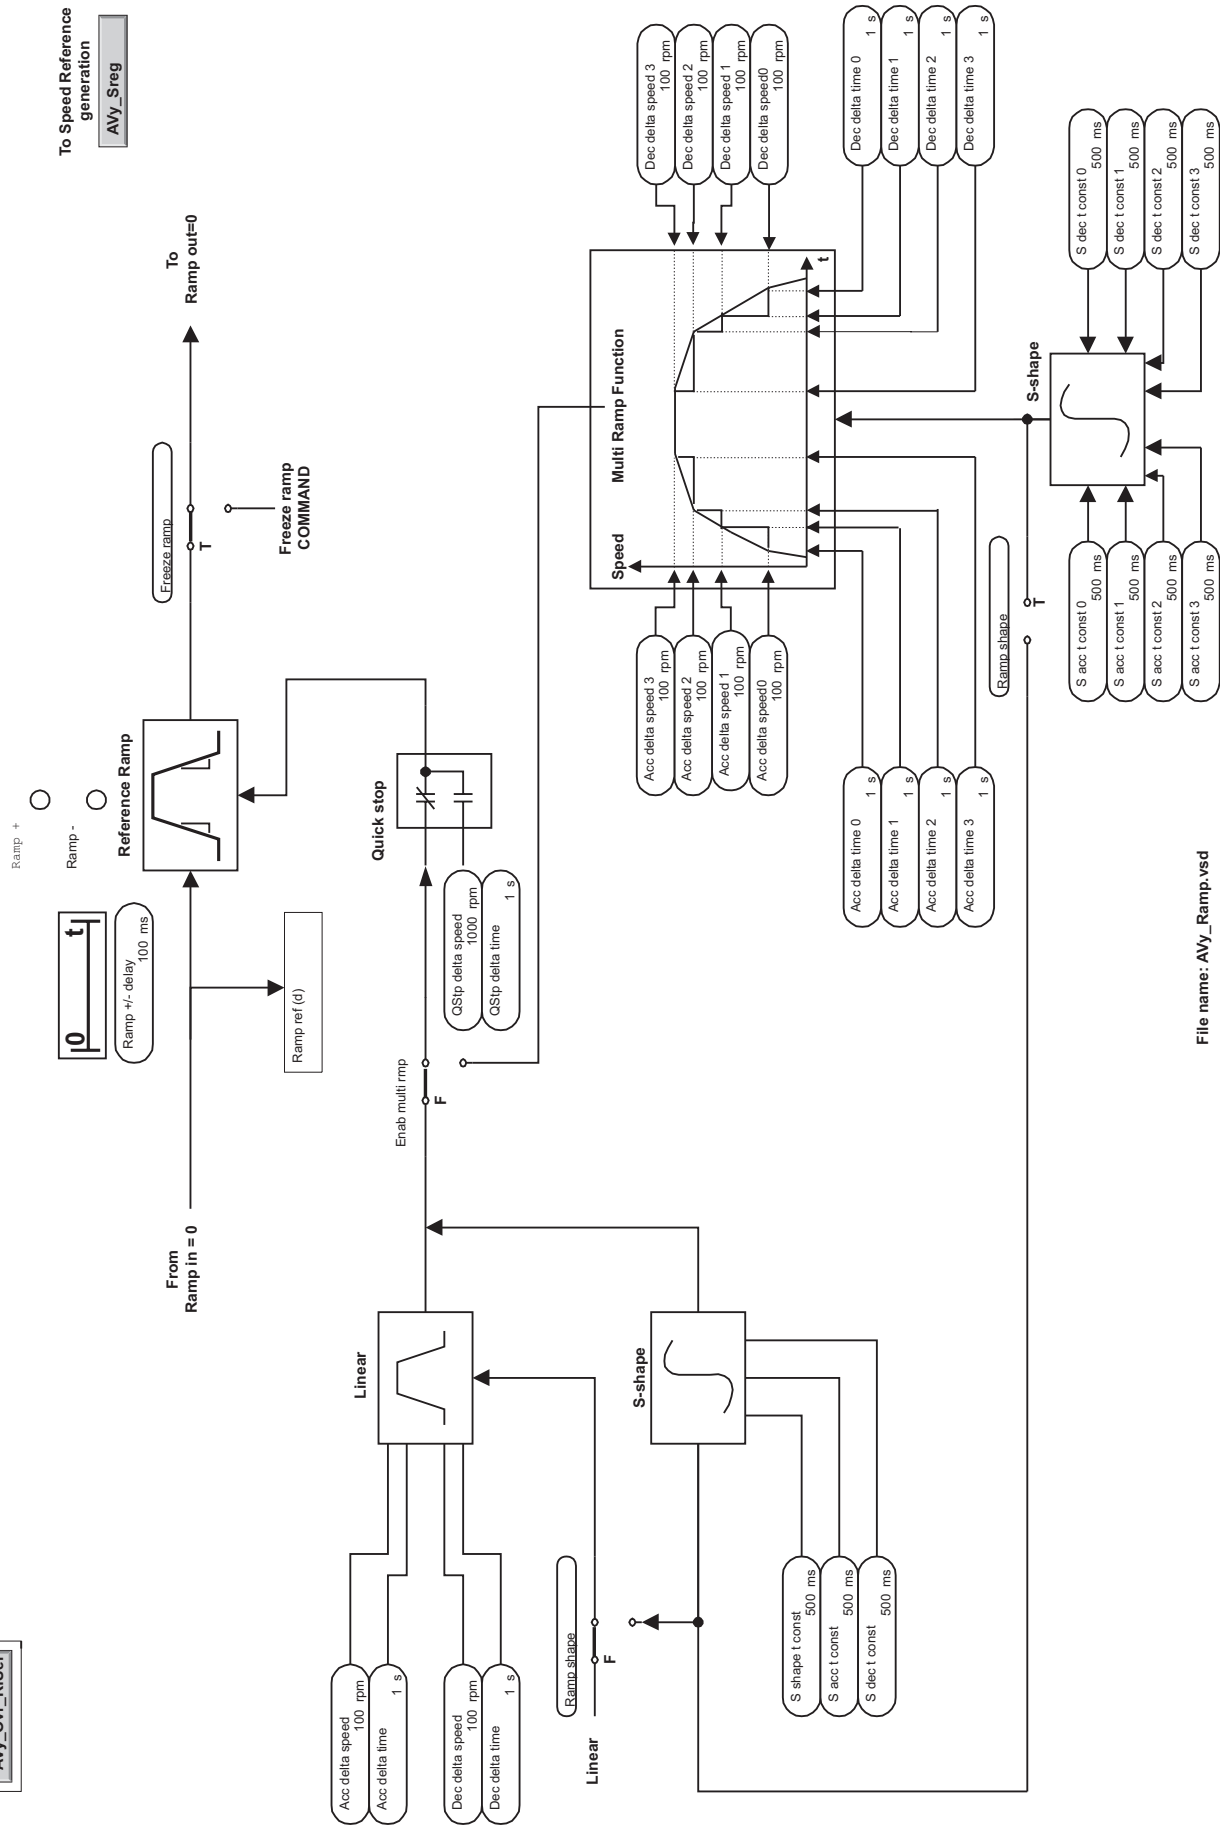 To Speed Reference
generation
AVy_Sreg
To
Ramp out=0
Freeze ramp
T
Freeze ramp
COMMAND
Ramp +
Ramp -
Reference Ramp
0 t
Ramp +/- delay
100 ms
Ramp ref (d)
From
Ramp in = 0
Quick stop
QStp delta speed
1000 rpm
QStp delta time
1 s
Enab multi rmp
F
Linear
Acc delta speed
100 rpm
Acc delta time
1 s
Dec delta speed
100 rpm
Dec delta time
1 s
Ramp shape
F
Linear
S-shape
S shape t const
500 ms
S acc t const
500 ms
S dec t const
500 ms
Multi Ramp Function
Speed
t
Dec delta speed 3
100 rpm
Dec delta speed 2
100 rpm
Dec delta speed 1
100 rpm
Dec delta speed0
100 rpm
Acc delta speed 3
100 rpm
Acc delta speed 2
100 rpm
Acc delta speed 1
100 rpm
Acc delta speed0
100 rpm
Dec delta time 0
1 s
Dec delta time 1
1 s
Dec delta time 2
1 s
Dec delta time 3
1 s
Acc delta time 0
1 s
Acc delta time 1
1 s
Acc delta time 2
1 s
Acc delta time 3
1 s
Ramp shape
T
S-shape
S dec t const 0
500 ms
S dec t const 1
500 ms
S dec t const 2
500 ms
S dec t const 3
500 ms
S acc t const 0
500 ms
S acc t const 1
500 ms
S acc t const 2
500 ms
S acc t const 3
500 ms
File name: AVy_Ramp.vsd